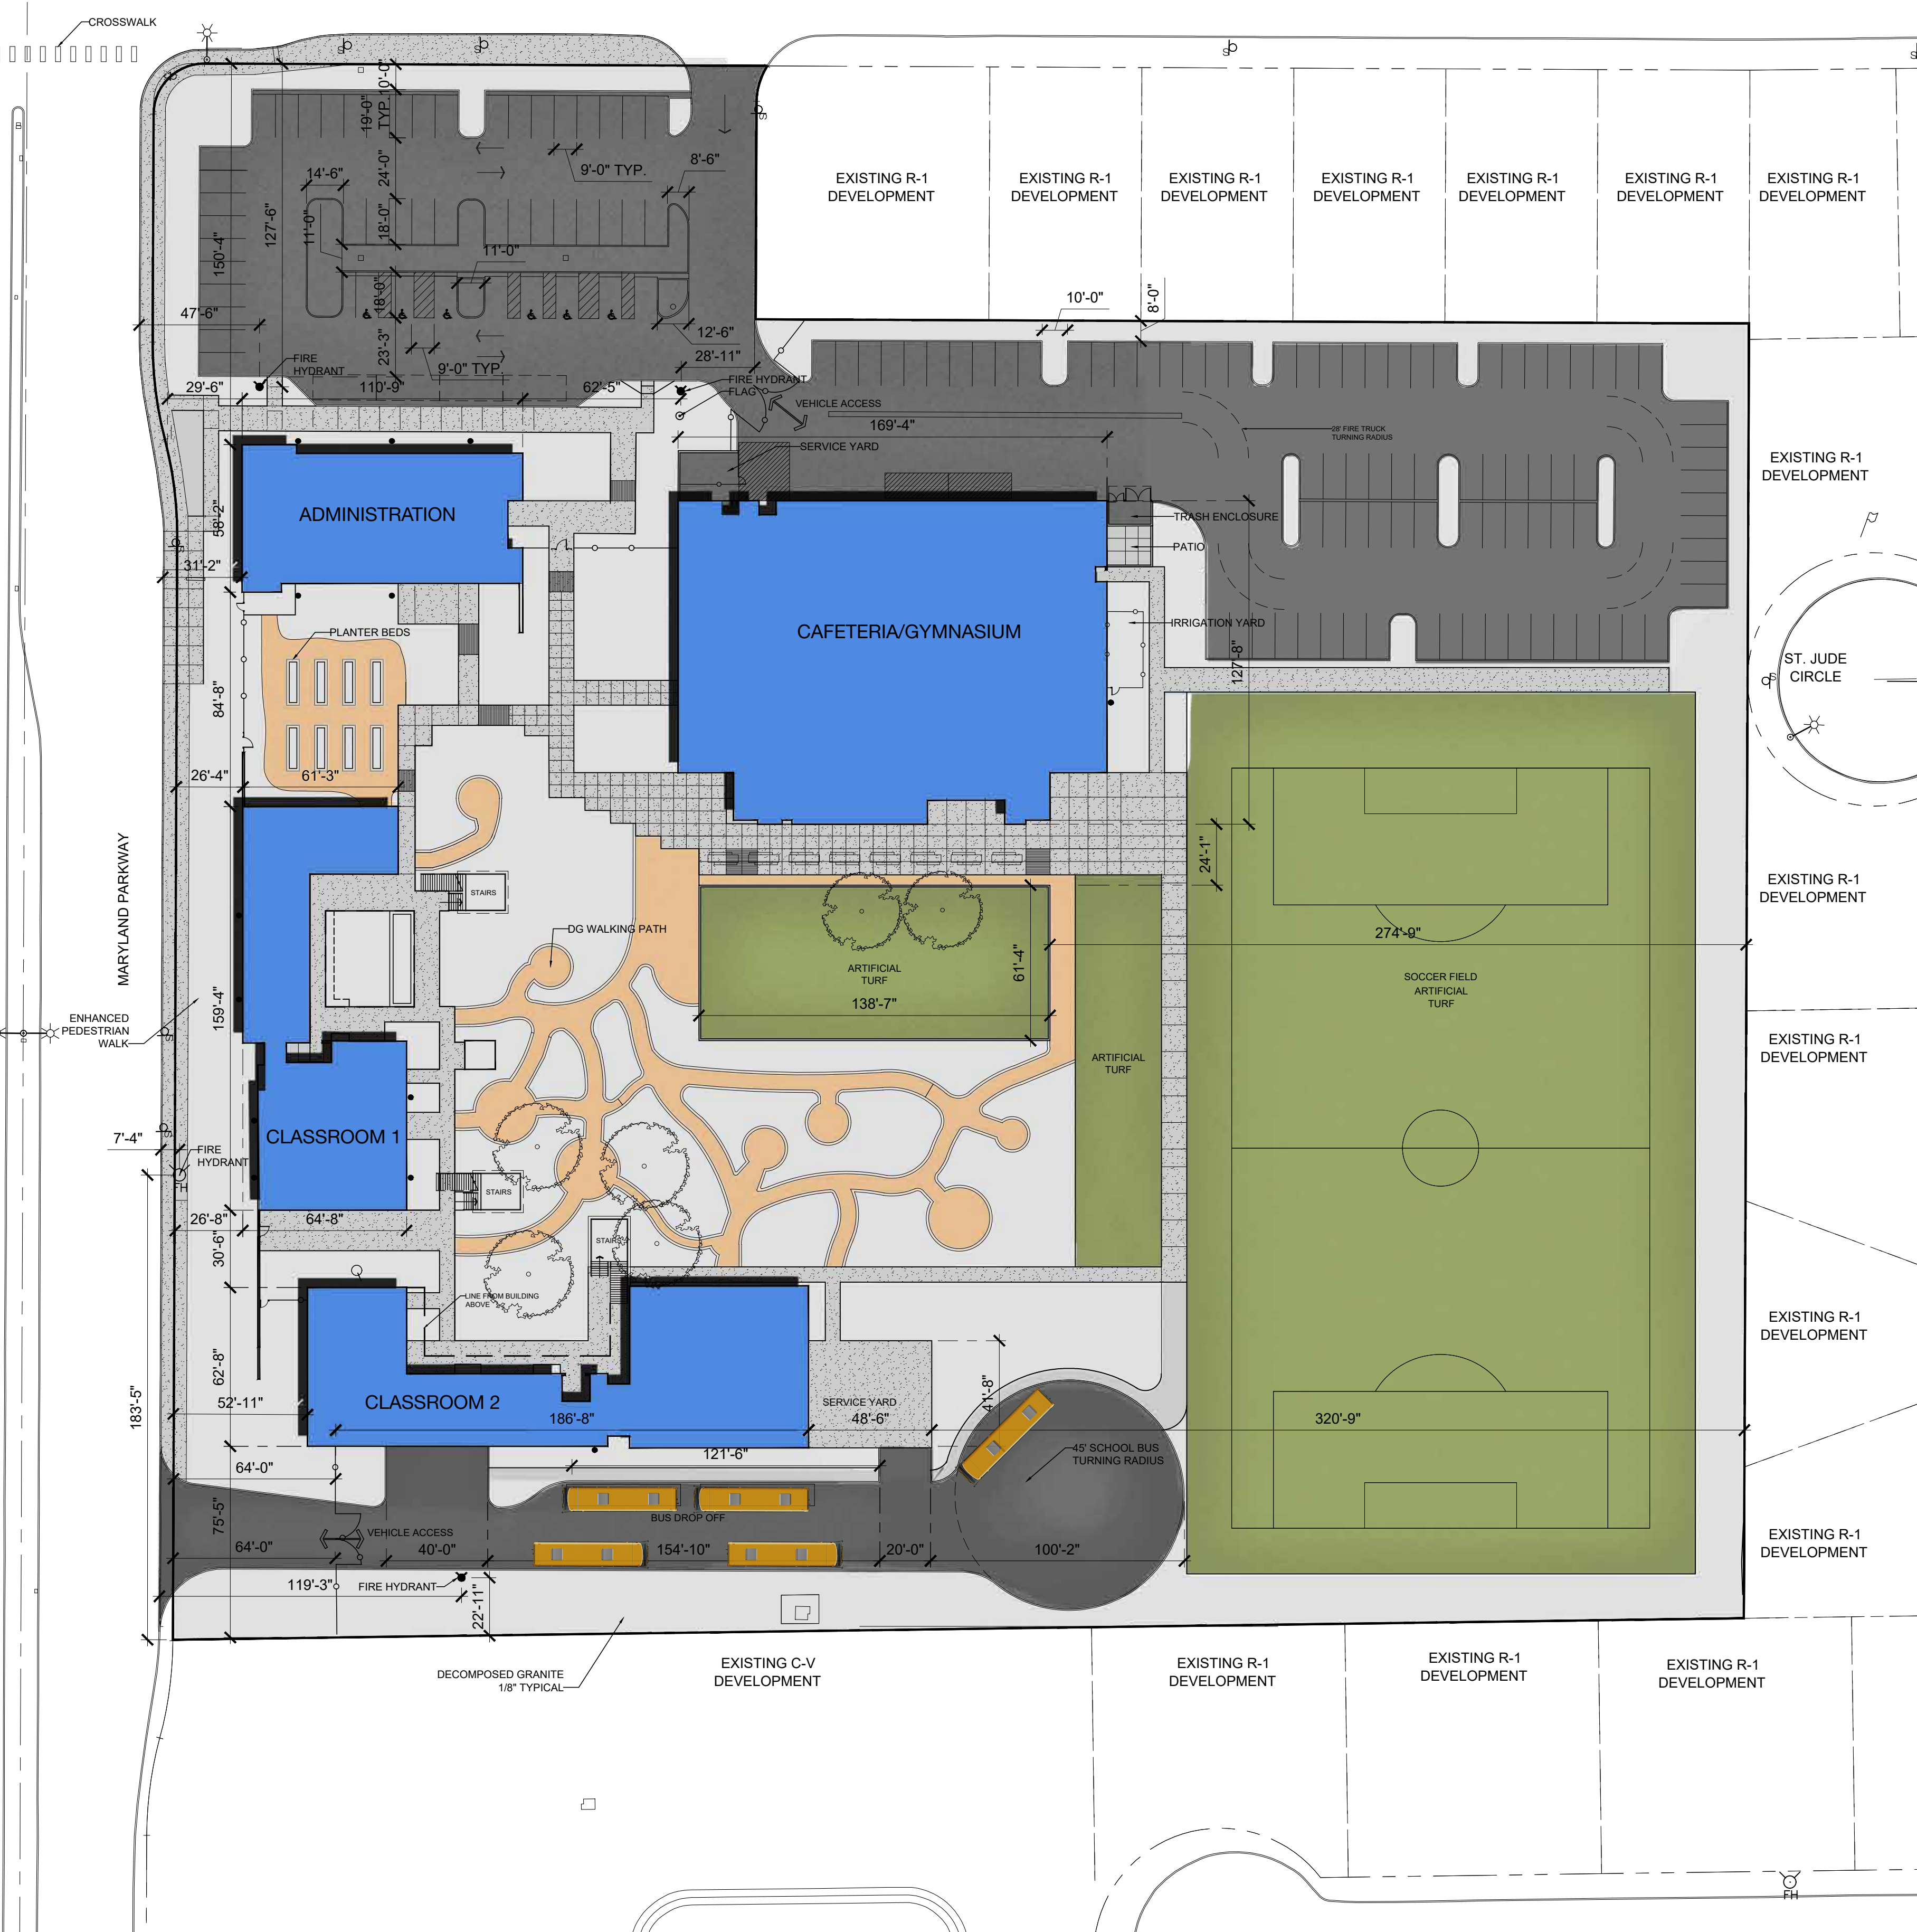 CROSSWALK
10'-0"
19'-0"
TYP.
24'-0"
9'-0" TYP.
8'-6"
14'-6"
127'-6"
150'-4"
11'-0"
18'-0"
11'-0"
18'-0"
47'-6"
23'-3"
12'-6"
28'-11"
9'-0" TYP.
FIRE
HYDRANT
29'-6"
110'-9"
62'-5"
FIRE HYDRANT
FLAG
VEHICLE ACCESS
SERVICE YARD
169'-4"
10'-0"
8'-0"
28' FIRE TRUCK
TURNING RADIUS
EXISTING R-1
DEVELOPMENT
EXISTING R-1
DEVELOPMENT
EXISTING R-1
DEVELOPMENT
EXISTING R-1
DEVELOPMENT
EXISTING R-1
DEVELOPMENT
EXISTING R-1
DEVELOPMENT
EXISTING R-1
DEVELOPMENT
EXISTING R-1
DEVELOPMENT
ADMINISTRATION
58'-2"
31'-2"
TRASH ENCLOSURE
PATIO
CAFETERIA/GYMNASIUM
IRRIGATION YARD
127'-8"
ST. JUDE
CIRCLE
PLANTER BEDS
84'-8"
26'-4"
61'-3"
MARYLAND PARKWAY
STAIRS
24'-1"
EXISTING R-1
DEVELOPMENT
DG WALKING PATH
ARTIFICIAL
TURF
61'-4"
138'-7"
274'-9"
SOCCER FIELD
ARTIFICIAL
TURF
159'-4"
ENHANCED
PEDESTRIAN
WALK
ARTIFICIAL
TURF
EXISTING R-1
DEVELOPMENT
CLASSROOM 1
7'-4"
FIRE
HYDRANT
FH
STAIRS
26'-8"
64'-8"
30'-6"
STAIRS
LINE FROM BUILDING
ABOVE
EXISTING R-1
DEVELOPMENT
62'-8"
183'-5"
52'-11"
CLASSROOM 2
186'-8"
SERVICE YARD
48'-6"
41'-8"
320'-9"
121'-6"
45' SCHOOL BUS
TURNING RADIUS
64'-0"
75'-5"
BUS DROP OFF
VEHICLE ACCESS
64'-0"
40'-0"
154'-10"
20'-0"
100'-2"
EXISTING R-1
DEVELOPMENT
119'-3"
FIRE HYDRANT
22'-11"
DECOMPOSED GRANITE
1/8" TYPICAL
EXISTING C-V
DEVELOPMENT
EXISTING R-1
DEVELOPMENT
EXISTING R-1
DEVELOPMENT
EXISTING R-1
DEVELOPMENT
FH